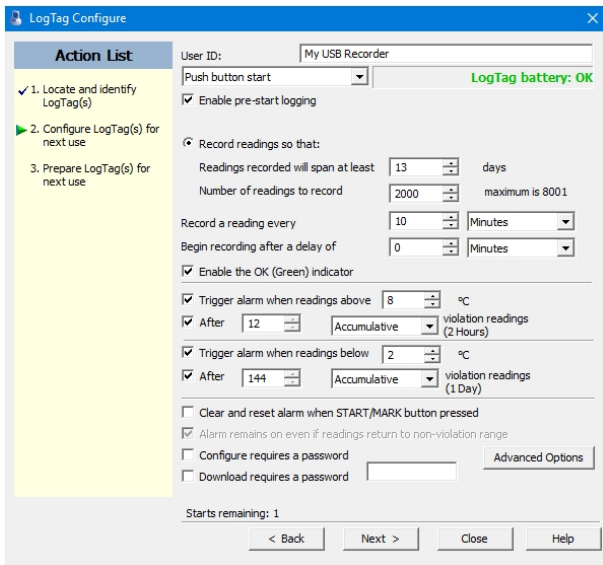 LogTag Configure
Action List
1. Locate and identify
LogTag(s)
2. Configure LogTag(s) for
next use
3. Prepare LogTag(s) for
next use
User ID: My USB Recorder
Push button start LogTag battery: OK
Enable pre-start logging
Record readings so that:
Readings recorded will span at least 13 days
Number of readings to record 2000 maximum is 8001
Record a reading every 10 Minutes
Begin recording after a delay of 0 Minutes
Enable the OK (Green) indicator
Trigger alarm when readings above 8 ºC
After 12 Accumulative violation readings
(2 Hours)
Trigger alarm when readings below 2 ºC
After 144 Accumulative violation readings
(1 Day)
Clear and reset alarm when START/MARK button pressed
Alarm remains on even if readings return to non-violation range
Configure requires a password
Advanced Options
Download requires a password
Starts remaining: 1
< Back Next > Close Help